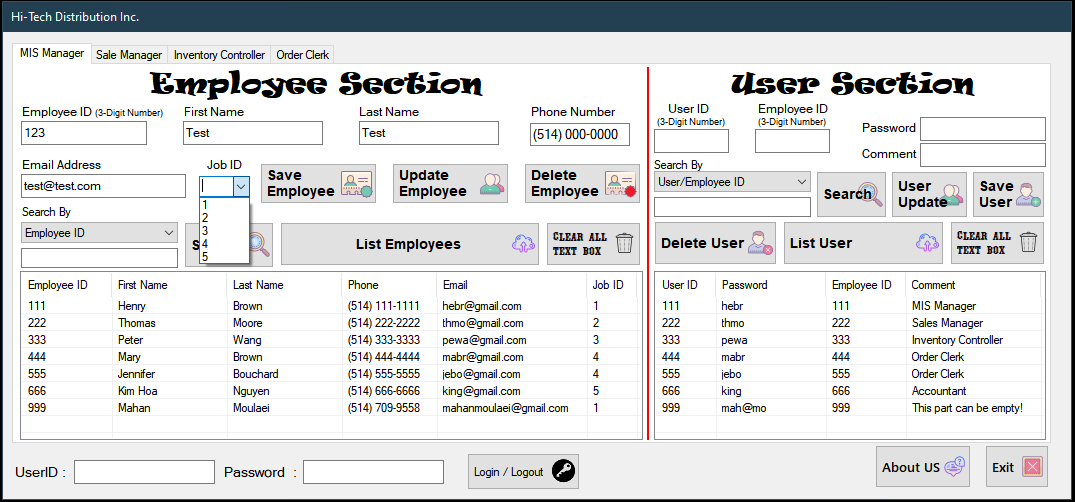 Hi-Tech Distribution Inc.
MIS Manager Sale Manager Inventory Controller Order Clerk
Employee Section
Employee ID (3-Digit Number) First Name Last Name Phone Number
123 Test Test (514) 000-0000
Email Address Job ID
test@test.com
Save Employee
Update Employee
Delete Employee
1
2
3
4
5
Search By
Employee ID
S
List Employees
CLEAR ALL
TEXT BOX
Employee ID First Name Last Name Phone Email Job ID
111 Henry Brown (514) 111-1111 hebr@gmail.com 1
222 Thomas Moore (514) 222-2222 thmo@gmail.com 2
333 Peter Wang (514) 333-3333 pewa@gmail.com 3
444 Mary Brown (514) 444-4444 mabr@gmail.com 4
555 Jennifer Bouchard (514) 555-5555 jebo@gmail.com 4
666 Kim Hoa Nguyen (514) 666-6666 king@gmail.com 5
999 Mahan Moulaei (514) 709-9558 mahanmoulaei@gmail.com 1
User Section
User ID Employee ID
(3-Digit Number) (3-Digit Number)
Password
Comment
Search By
User/Employee ID
Search
User
Update
Save
User
Delete User
List User
CLEAR ALL
TEXT BOX
User ID Password Employee ID Comment
111 hebr 111 MIS Manager
222 thmo 222 Sales Manager
333 pewa 333 Inventory Controller
444 mabr 444 Order Clerk
555 jebo 555 Order Clerk
666 king 666 Accountant
999 mah@mo 999 This part can be empty!
UserID : Password : Login / Logout
About US Exit